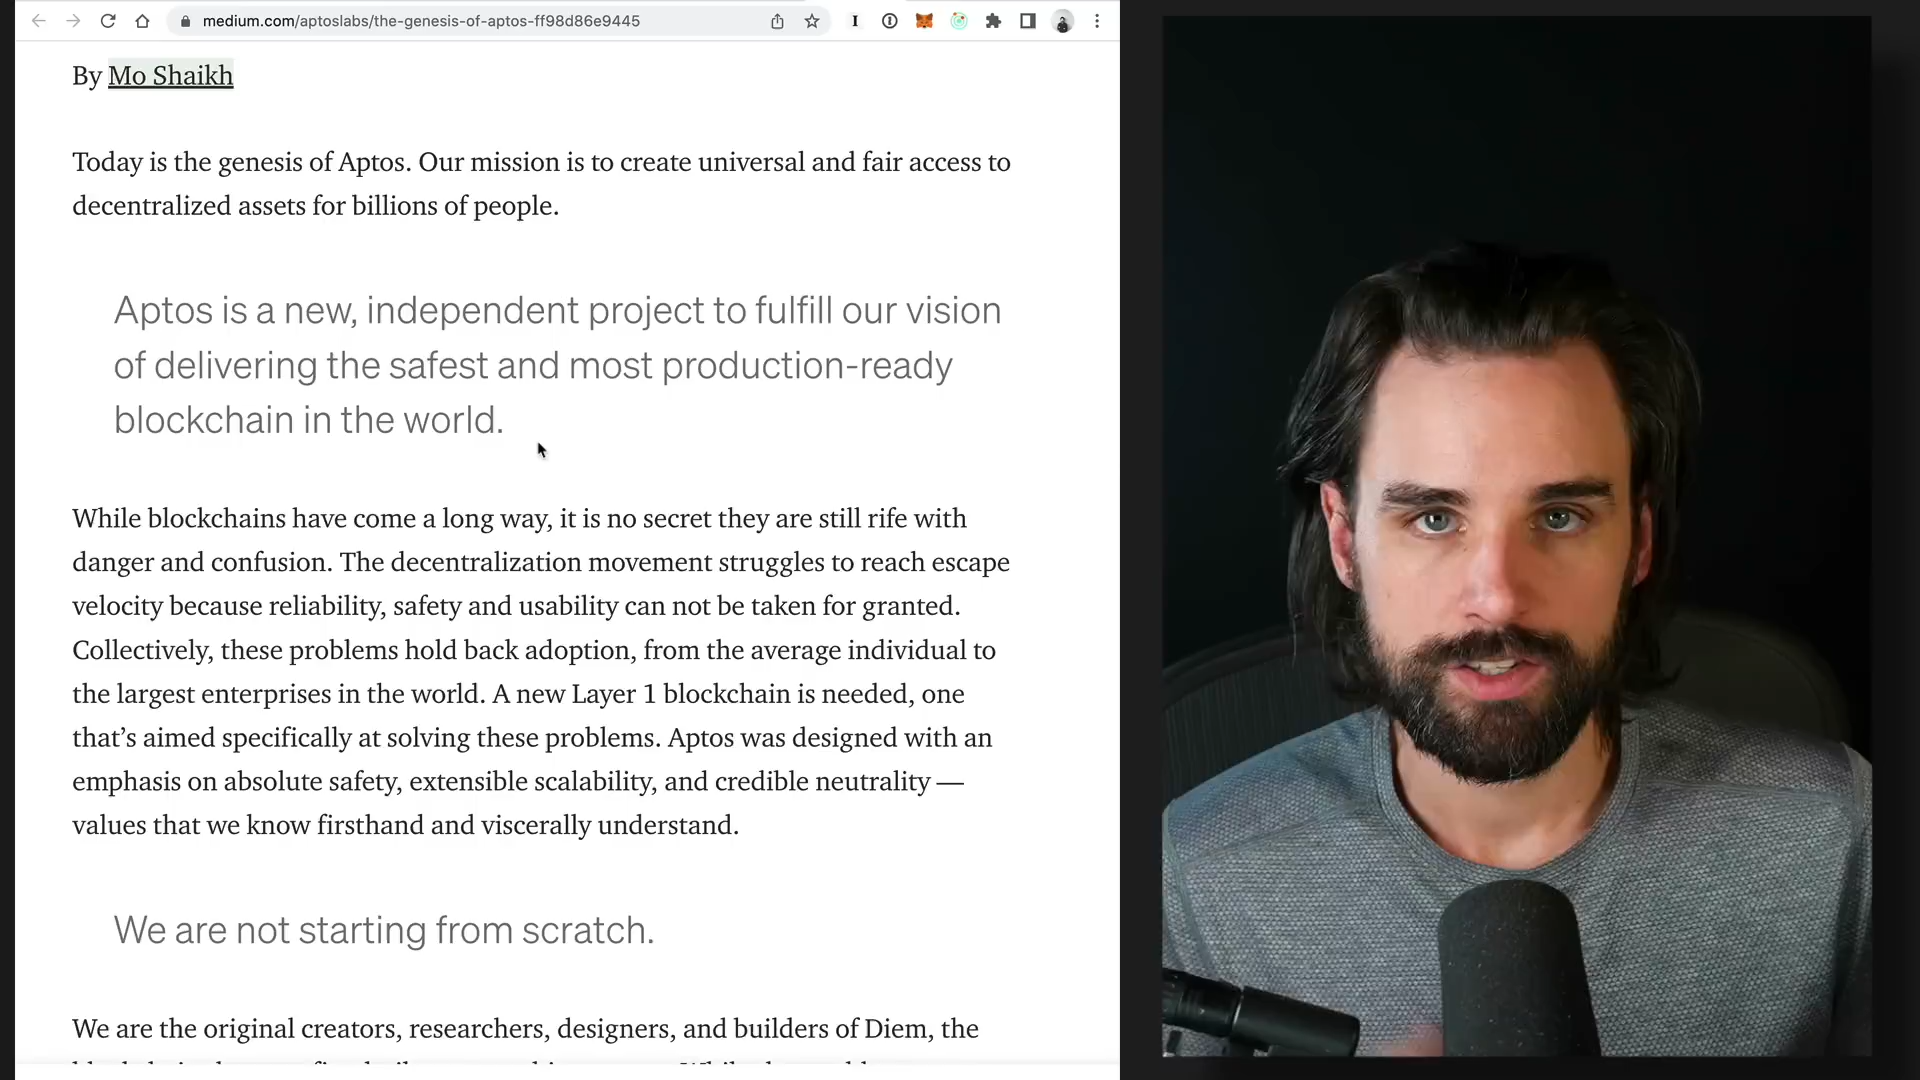 medium.com/aptoslabs/the-genesis-of-aptos-ff98d86e9445
By Mo Shaikh
Today is the genesis of Aptos. Our mission is to create universal and fair access to
decentralized assets for billions of people.
Aptos is a new, independent project to fulfill our vision
of delivering the safest and most production-ready
blockchain in the world.
While blockchains have come a long way, it is no secret they are still rife with
danger and confusion. The decentralization movement struggles to reach escape
velocity because reliability, safety and usability can not be taken for granted.
Collectively, these problems hold back adoption, from the average individual to
the largest enterprises in the world. A new Layer 1 blockchain is needed, one
that’s aimed specifically at solving these problems. Aptos was designed with an
emphasis on absolute safety, extensible scalability, and credible neutrality —
values that we know firsthand and viscerally understand.
We are not starting from scratch.
We are the original creators, researchers, designers, and builders of Diem, the